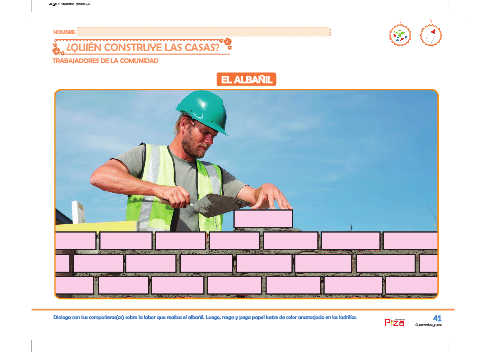 NOMBRE:
¿QUIÉN CONSTRUYE LAS CASAS?
TRABAJADORES DE LA COMUNIDAD
EL ALBAÑIL
Dialoga con tus compañeros(as) sobre la labor que realiza el albañil. Luego, rasga y pega papel lustre de color anaranjado en los ladrillos.
Piza
41